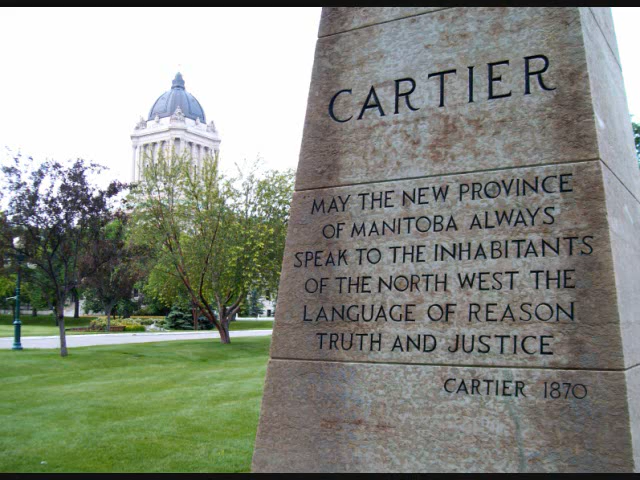 CARTIER
MAY THE NEW PROVINCE
OF MANITOBA ALWAYS
SPEAK TO THE INHABITANTS
OF THE NORTH WEST THE
LANGUAGE OF REASON
TRUTH AND JUSTICE
CARTIER 1870